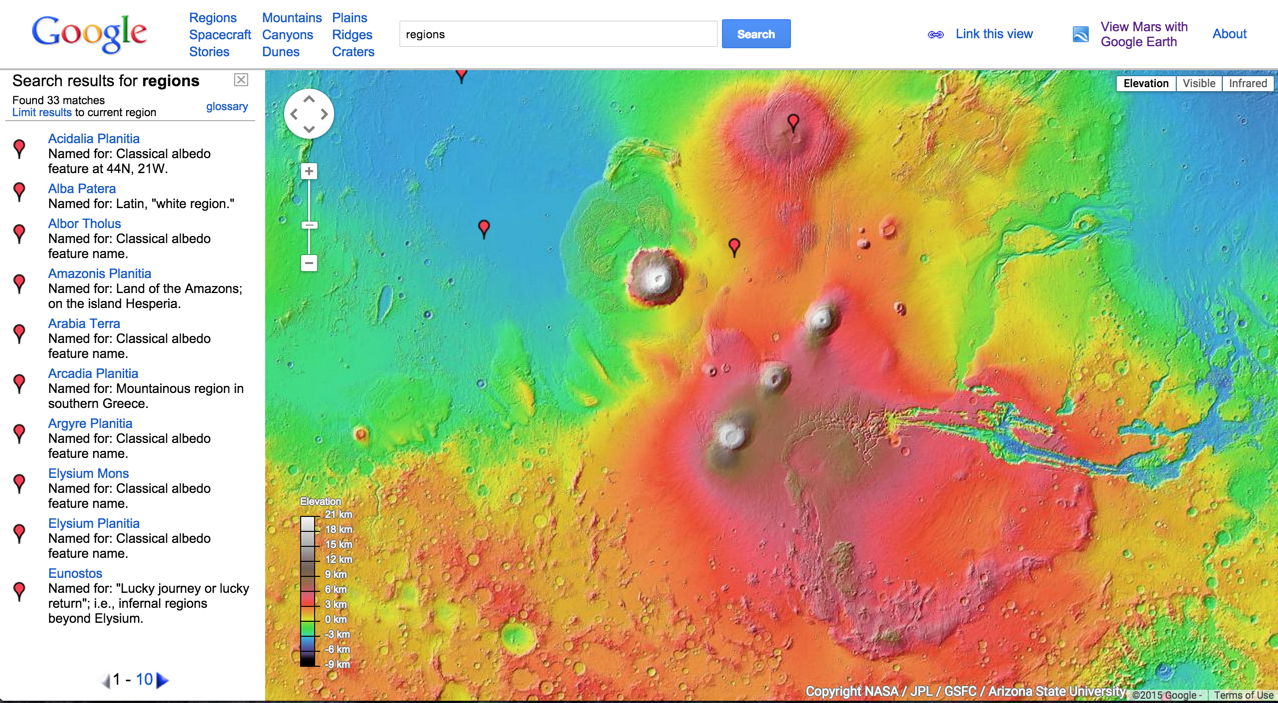 Google
Regions Mountains Plains
Spacecraft Canyons Ridges
Stories Dunes Craters
regions
Search
Link this view
View Mars with
Google Earth
About
Search results for regions
Found 33 matches
Limit results to current region
glossary
Acidalia Planitia
Named for: Classical albedo
feature at 44N, 21W.
Alba Patera
Named for: Latin, "white region."
Albor Tholus
Named for: Classical albedo
feature name.
Amazonis Planitia
Named for: Land of the Amazons;
on the island Hesperia.
Arabia Terra
Named for: Classical albedo
feature name.
Arcadia Planitia
Named for: Mountainous region in
southern Greece.
Argyre Planitia
Named for: Classical albedo
feature name.
Elysium Mons
Named for: Classical albedo
feature name.
Elysium Planitia
Named for: Classical albedo
feature name.
Eunostos
Named for: "Lucky journey or lucky
return"; i.e., infernal regions
beyond Elysium.
1 - 10
Elevation Visible Infrared
Elevation
21 km
18 km
15 km
12 km
9 km
6 km
3 km
0 km
-3 km
-6 km
-9 km
Copyright NASA / JPL / GSFC / Arizona State University
©2015 Google - Terms of Use